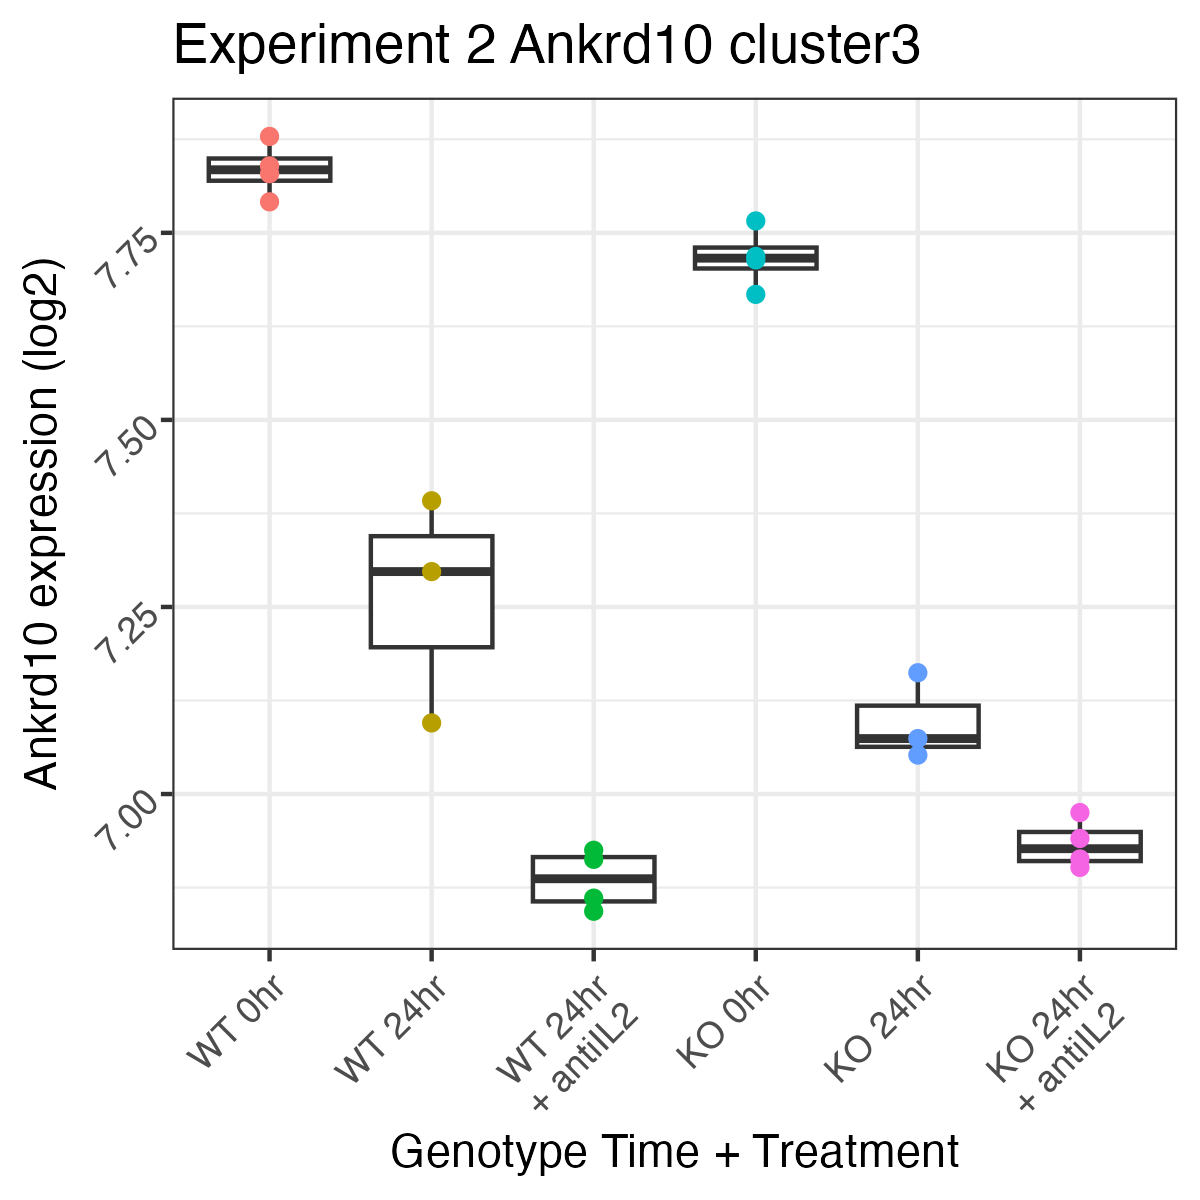 Experiment 2 Ankrd10 cluster3
Ankrd10 expression (log2)
7.75
7.50
7.25
7.00
WT 0hr
WT 24hr
WT 24hr
+ antiIL2
KO 0hr
KO 24hr
KO 24hr
+ antiIL2
Genotype Time + Treatment